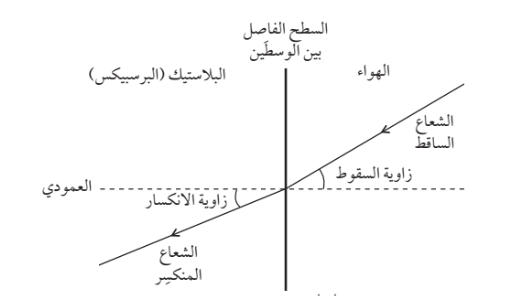 السطح الفاصل
بين الوسطَين
الهواء
البلاستيك (البرسبيكس)
الشعاع
الساقط
زاوية السقوط
العمودي
زاوية الانكسار
الشعاع
المنكسِر